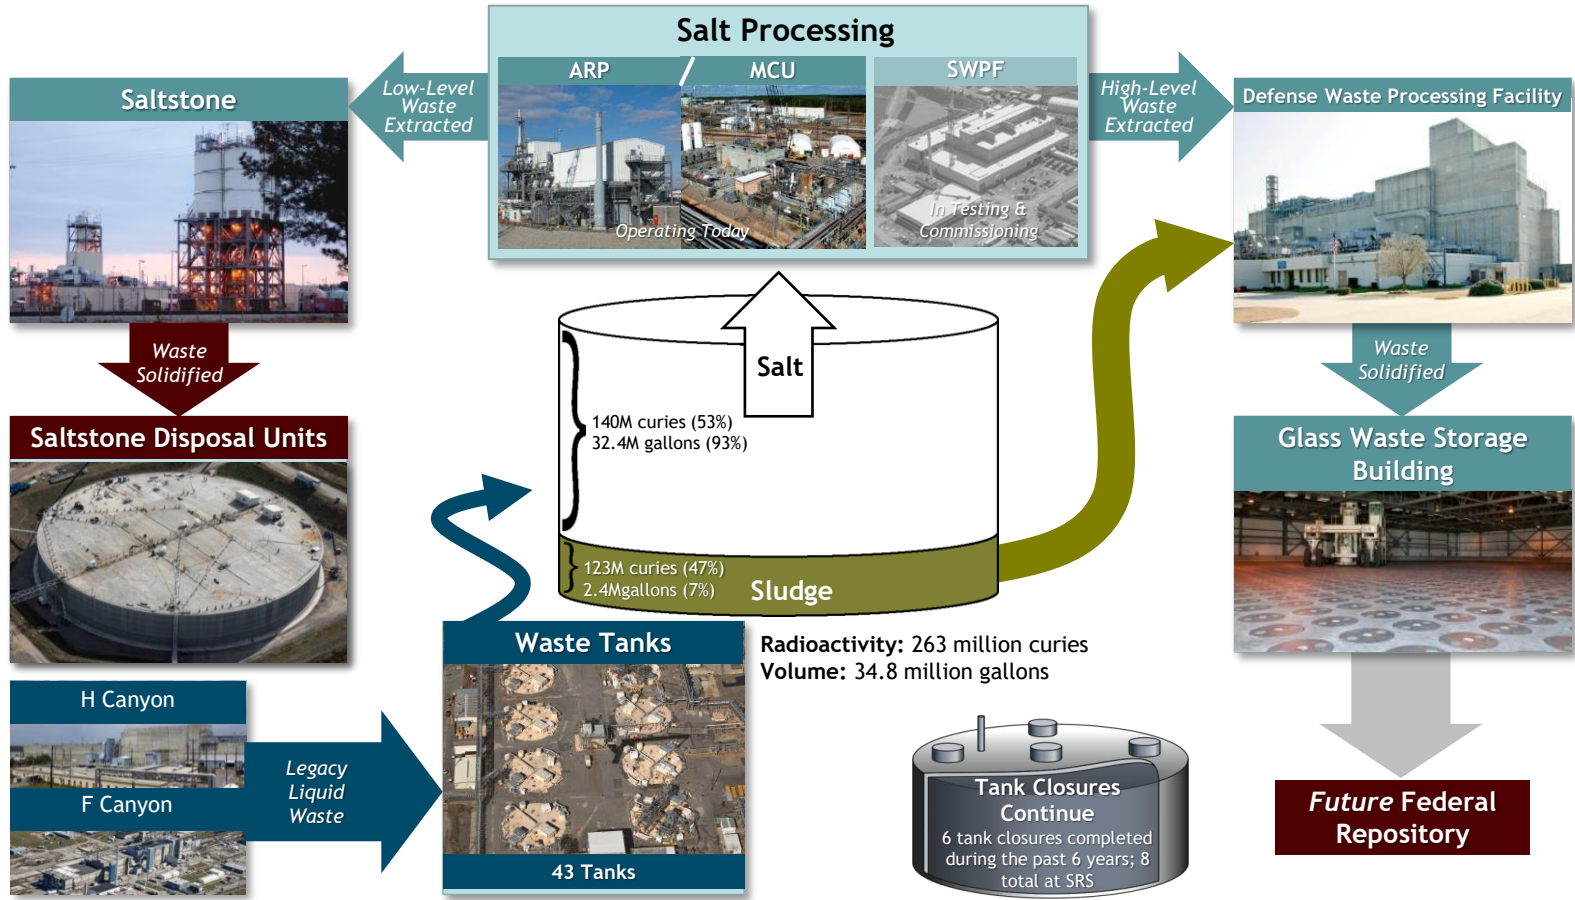 Salt Processing
ARP
MCU
SWPF
Operating Today
In Testing &
Commissioning
Low-Level
Waste
Extracted
High-Level
Waste
Extracted
Saltstone
Defense Waste Processing Facility
Waste
Solidified
Waste
Solidified
Saltstone Disposal Units
Glass Waste Storage
Building
Salt
140M curies (53%)
32.4M gallons (93%)
123M curies (47%)
2.4Mgallons (7%)
Sludge
Radioactivity: 263 million curies
Volume: 34.8 million gallons
H Canyon
F Canyon
Legacy
Liquid
Waste
Waste Tanks
43 Tanks
Tank Closures
Continue
6 tank closures completed
during the past 6 years; 8
total at SRS
Future Federal
Repository